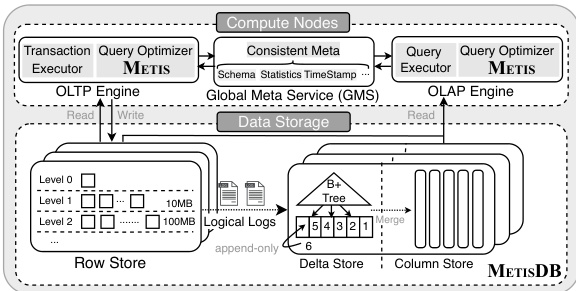 Compute Nodes
Transaction
Executor
Query Optimizer
METIS
OLTP Engine
Consistent Meta
Schema Statistics TimeStamp ...
Global Meta Service (GMS)
Query
Executor
Query Optimizer
METIS
OLAP Engine
Read
Write
Read
Data Storage
Level 0
Level 1
...
10MB
Level 2
.......
100MB
...
Row Store
Logical Logs
append-only
B+
Tree
5 4 3 2 1
6
Delta Store
Merge
Column Store
METISDB